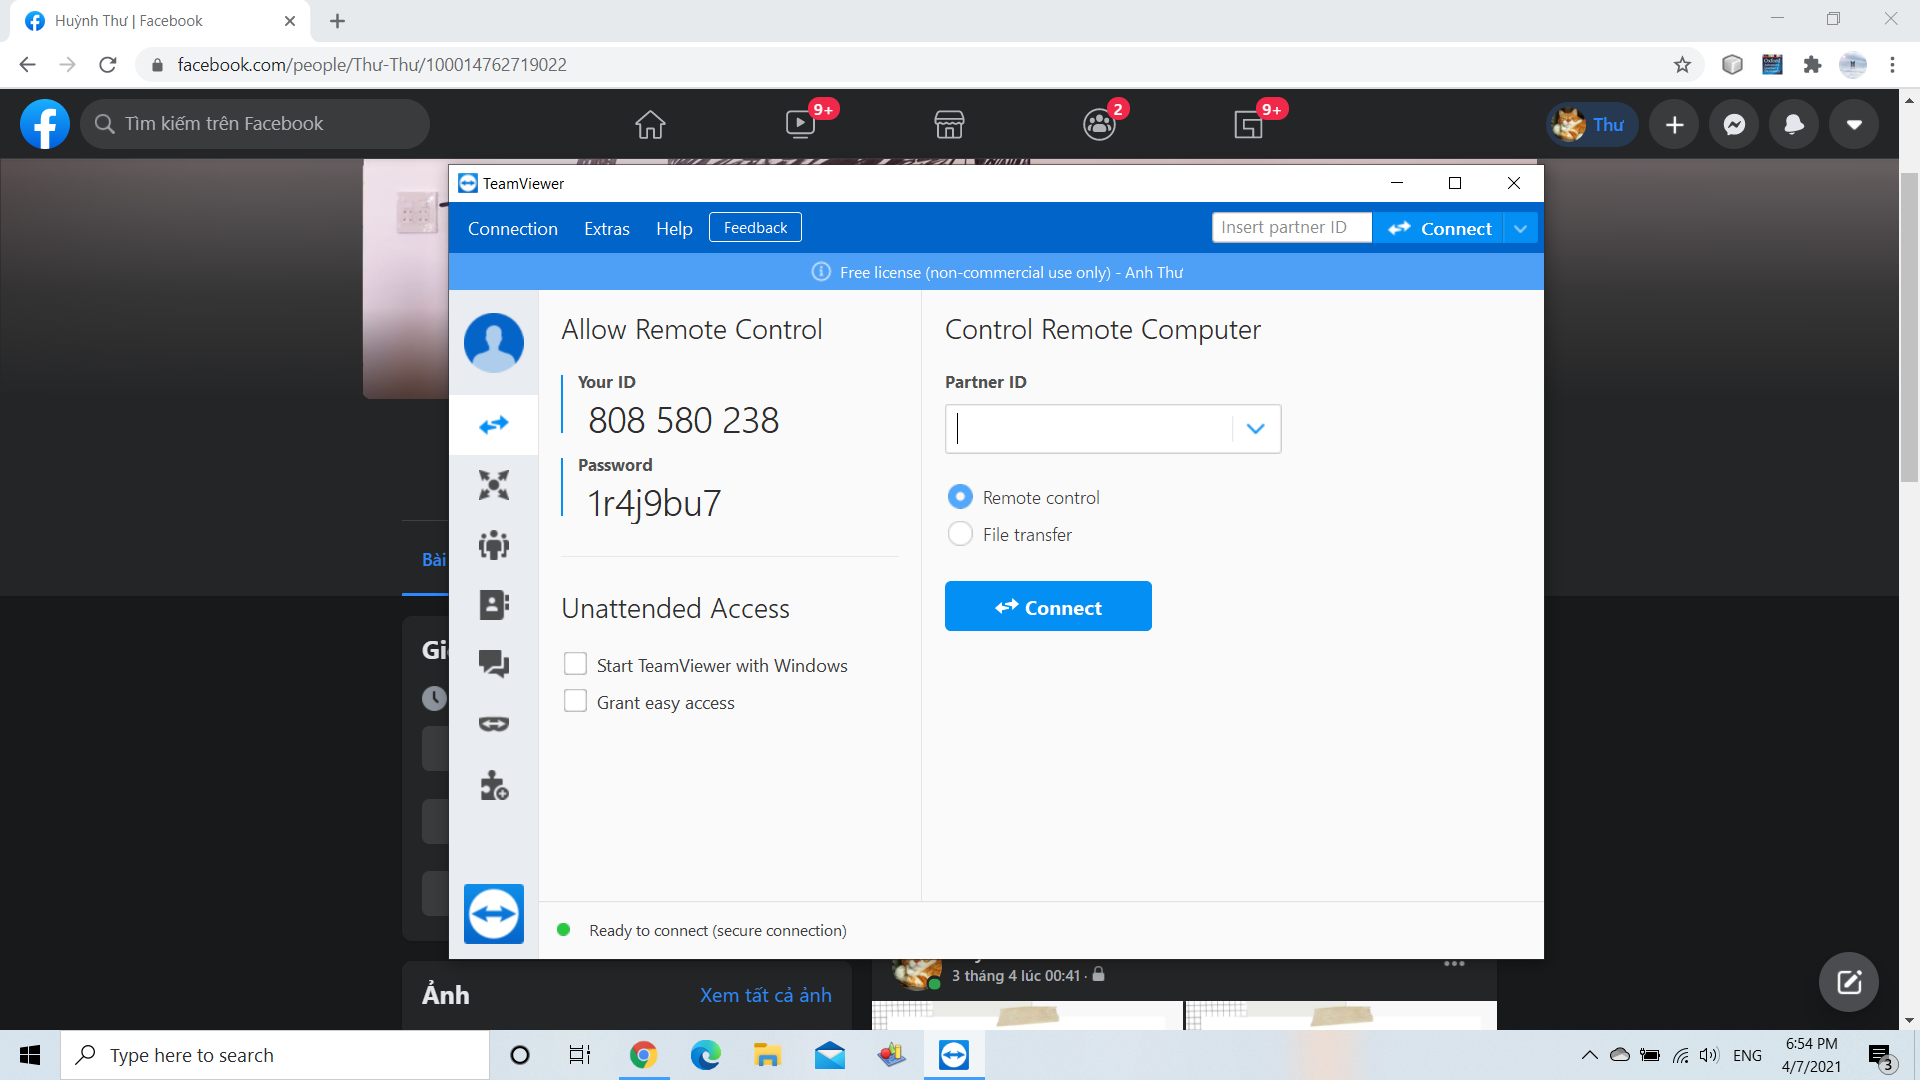 Huỳnh Thư | Facebook
facebook.com/people/Thư-Thư/100014762719022
Tìm kiếm trên Facebook
9+
2
9+
Thư
TeamViewer
Connection
Extras
Help
Feedback
Insert partner ID
Connect
Free license (non-commercial use only) - Anh Thư
Allow Remote Control
Your ID
808 580 238
Password
1r4j9bu7
Unattended Access
Start TeamViewer with Windows
Grant easy access
Control Remote Computer
Partner ID
Remote control
File transfer
Connect
Ready to connect (secure connection)
Bài
3 tháng 4 lúc 00:41 ·
Ảnh
Xem tất cả ảnh
Type here to search
ENG
6:54 PM
4/7/2021
3